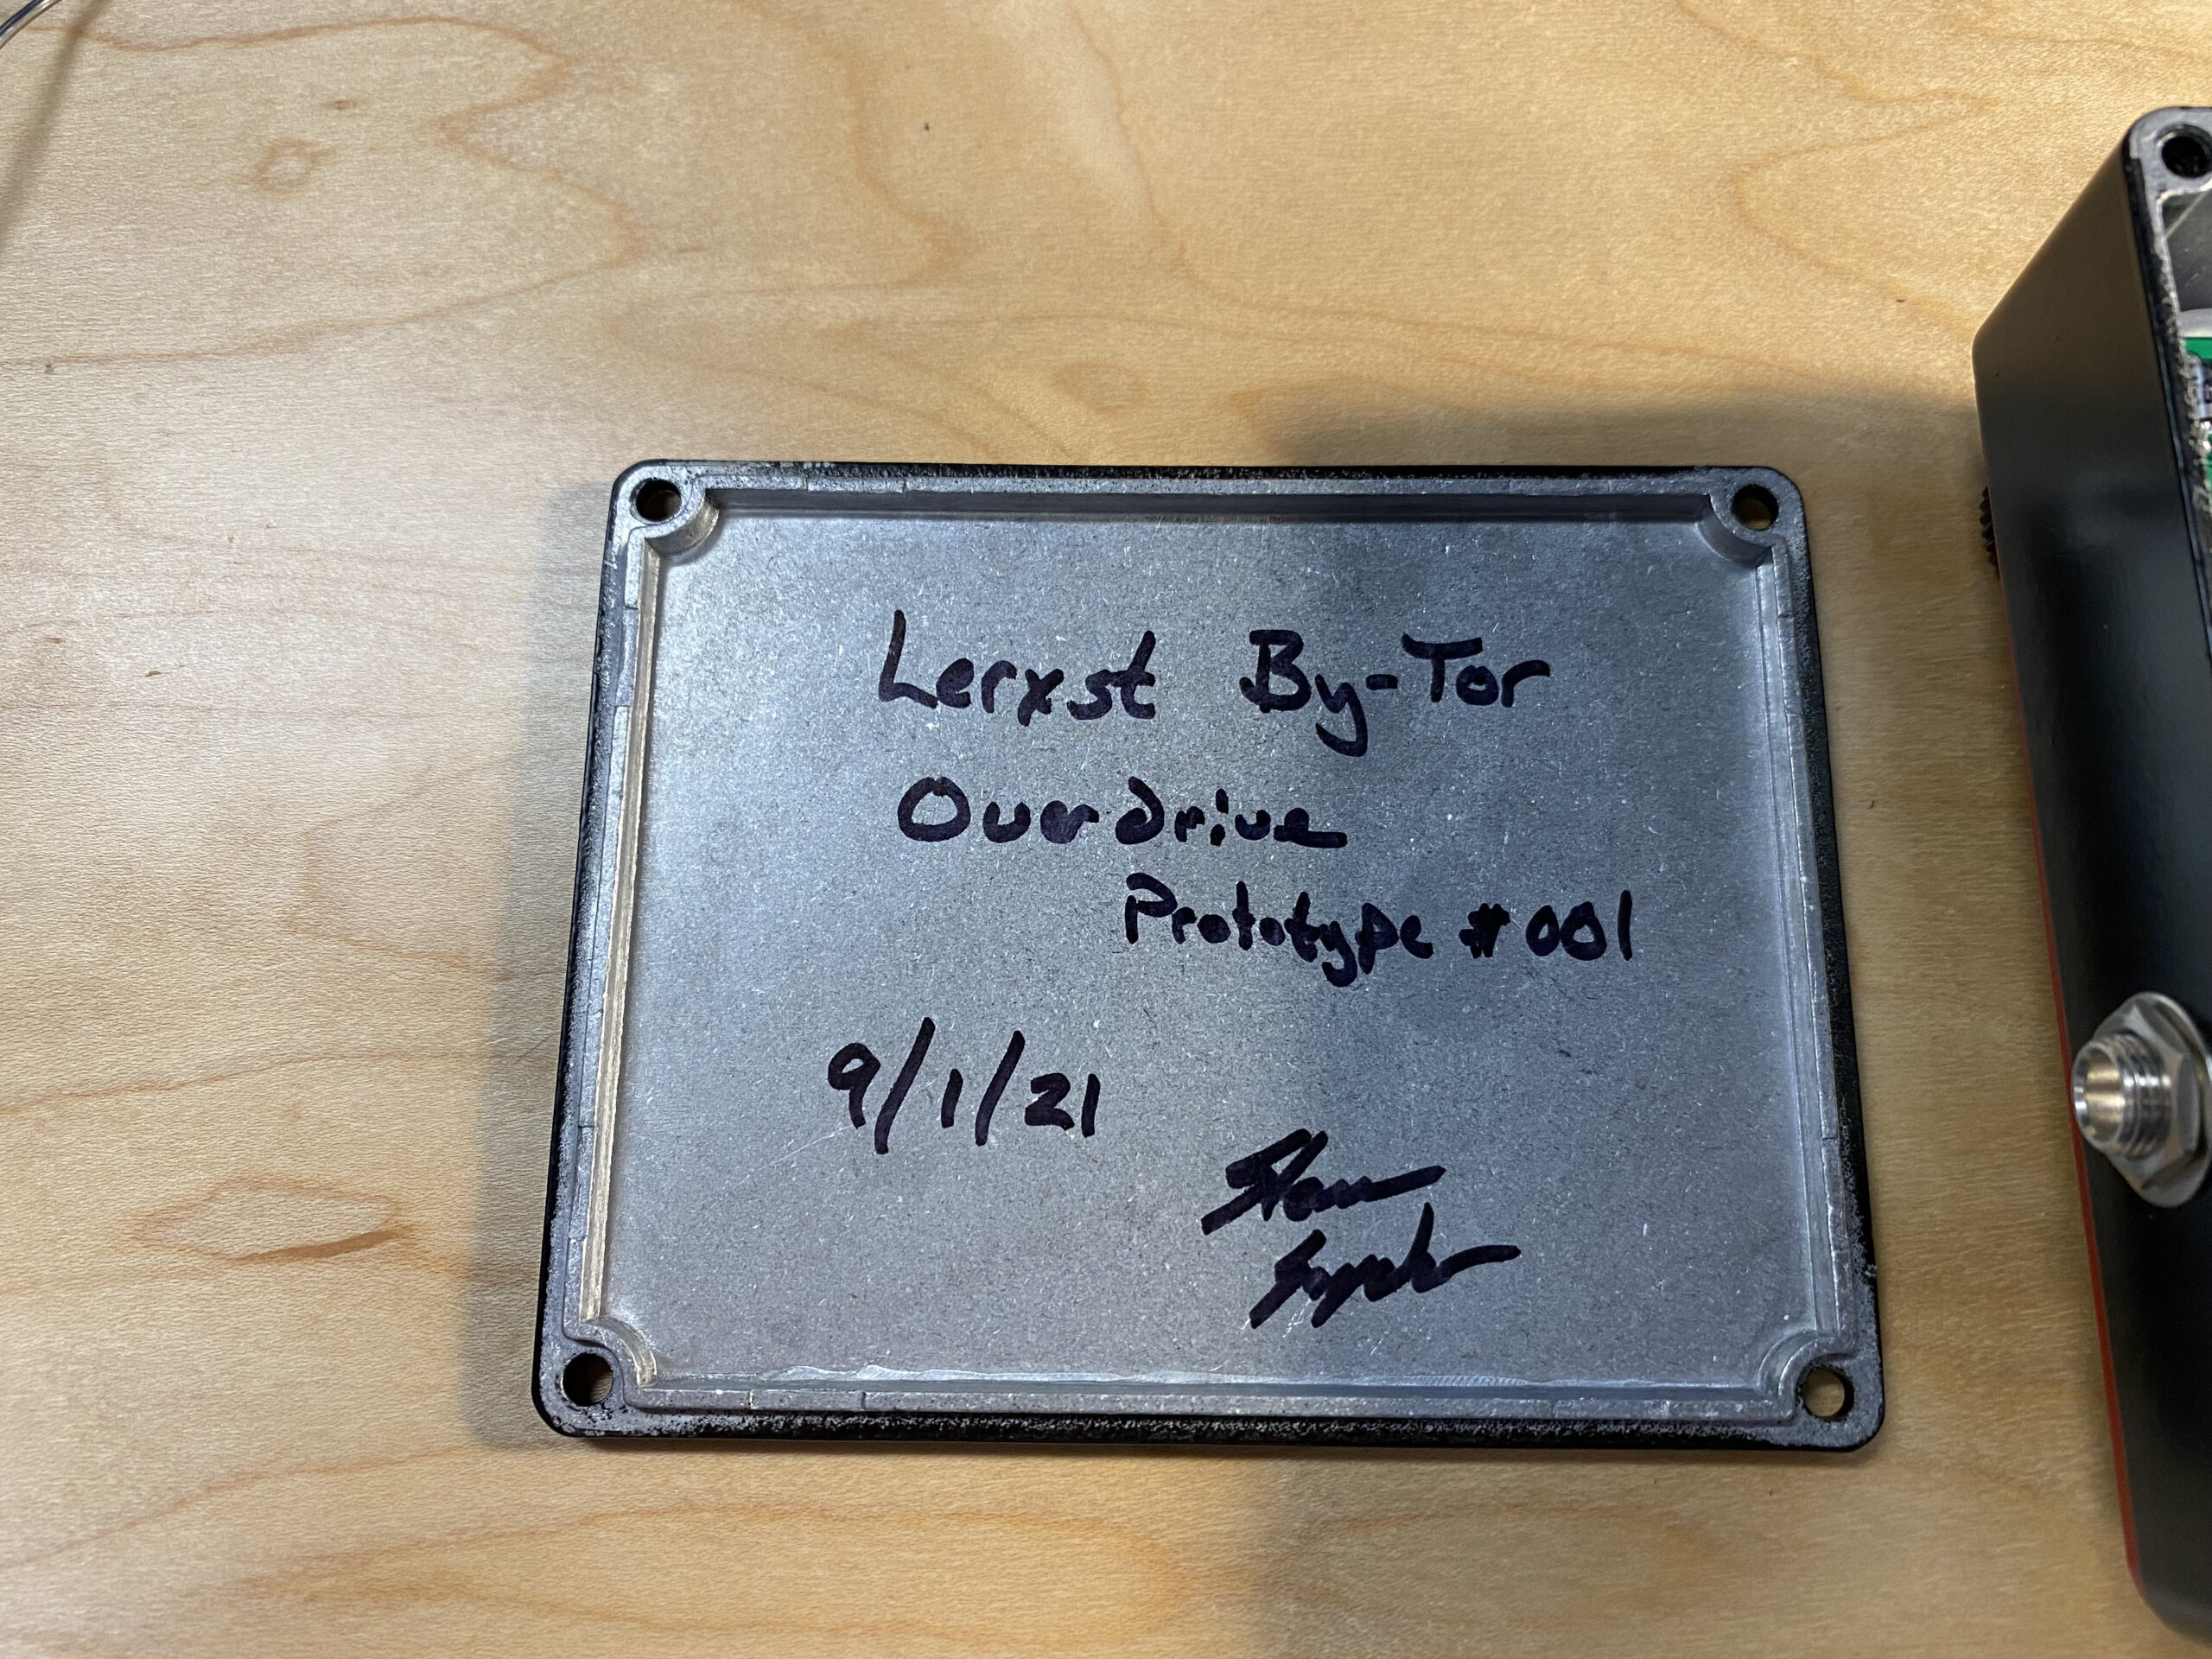 Lerxst By-Tor
Overdrive
Prototype #001
9/1/21